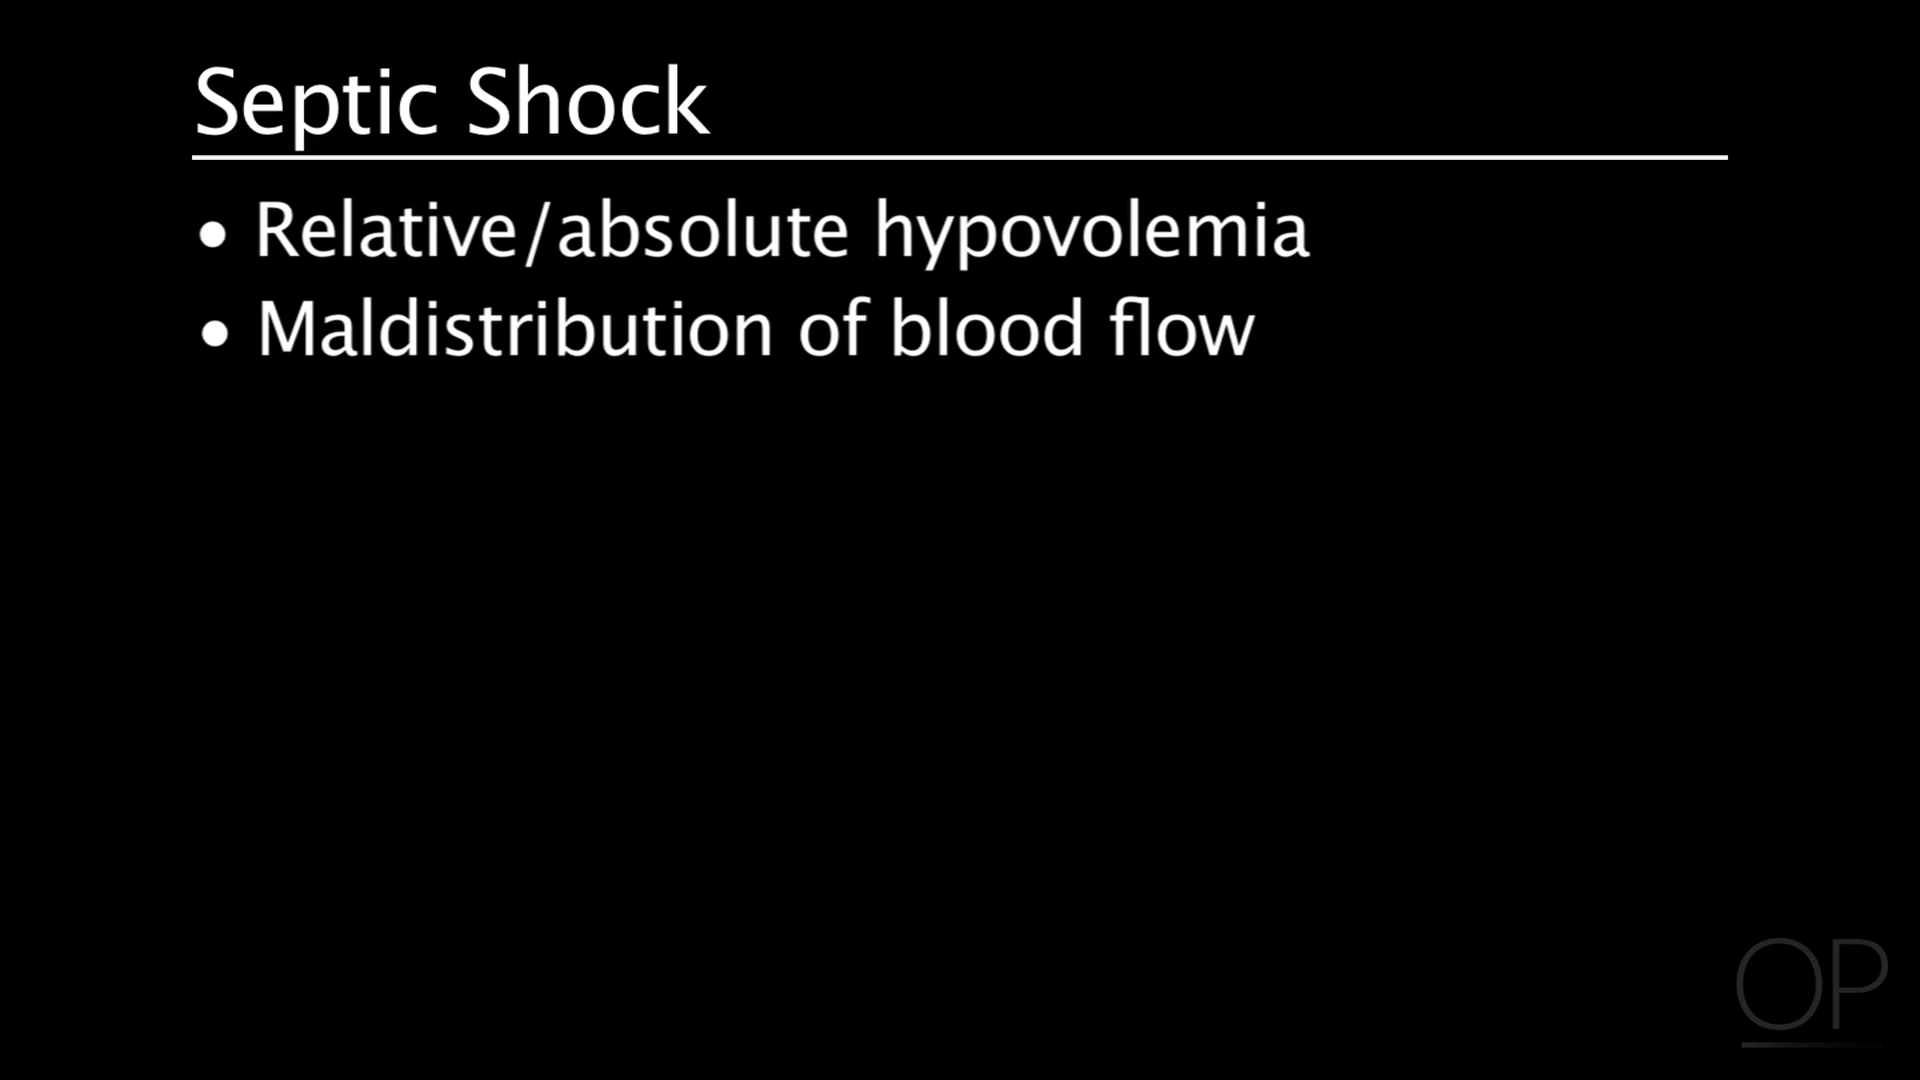 Septic Shock
• Relative/absolute hypovolemia
• Maldistribution of blood flow
OP